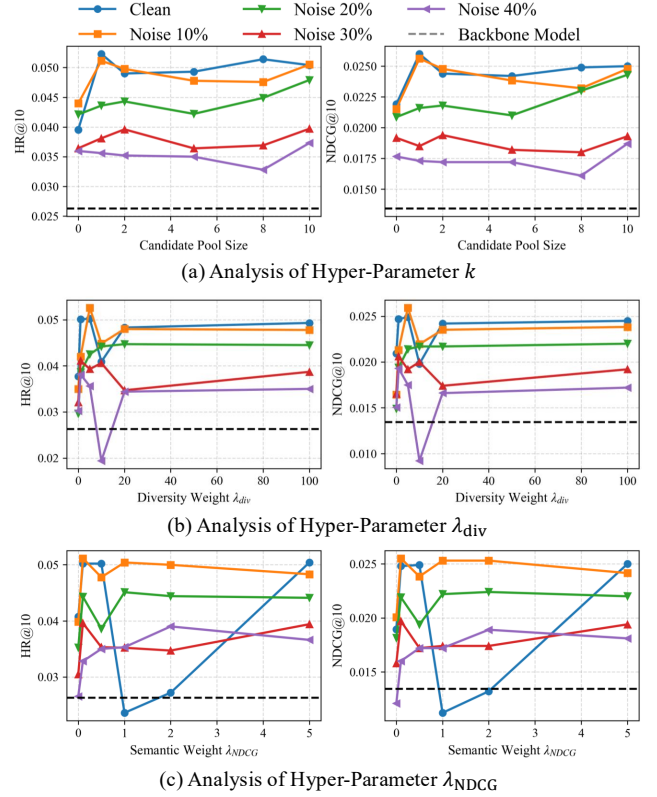 Clean Noise 20% Noise 40%
Noise 10% Noise 30% Backbone Model
HR@10
0.050
0.045
0.040
0.035
0.030
0.025
0 2 4 6 8 10
Candidate Pool Size
NDCG@10
0.0250
0.0225
0.0200
0.0175
0.0150
0 2 4 6 8 10
Candidate Pool Size
(a) Analysis of Hyper-Parameter k
HR@10
0.05
0.04
0.03
0.02
0 20 40 60 80 100
Diversity Weight λdiv
NDCG@10
0.025
0.020
0.015
0.010
0 20 40 60 80 100
Diversity Weight λdiv
(b) Analysis of Hyper-Parameter λdiv
HR@10
0.05
0.04
0.03
0 1 2 3 4 5
Semantic Weight λNDCG
NDCG@10
0.025
0.020
0.015
0 1 2 3 4 5
Semantic Weight λNDCG
(c) Analysis of Hyper-Parameter λNDCG